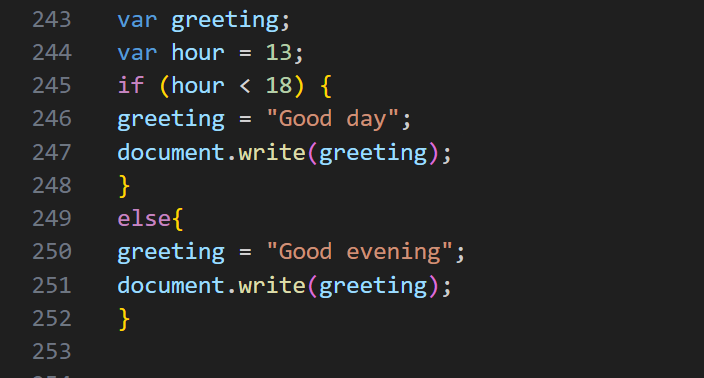 243 var greeting;
244 var hour = 13;
245 if (hour < 18) {
246 greeting = "Good day";
247 document.write(greeting);
248 }
249 else{
250 greeting = "Good evening";
251 document.write(greeting);
252 }
253